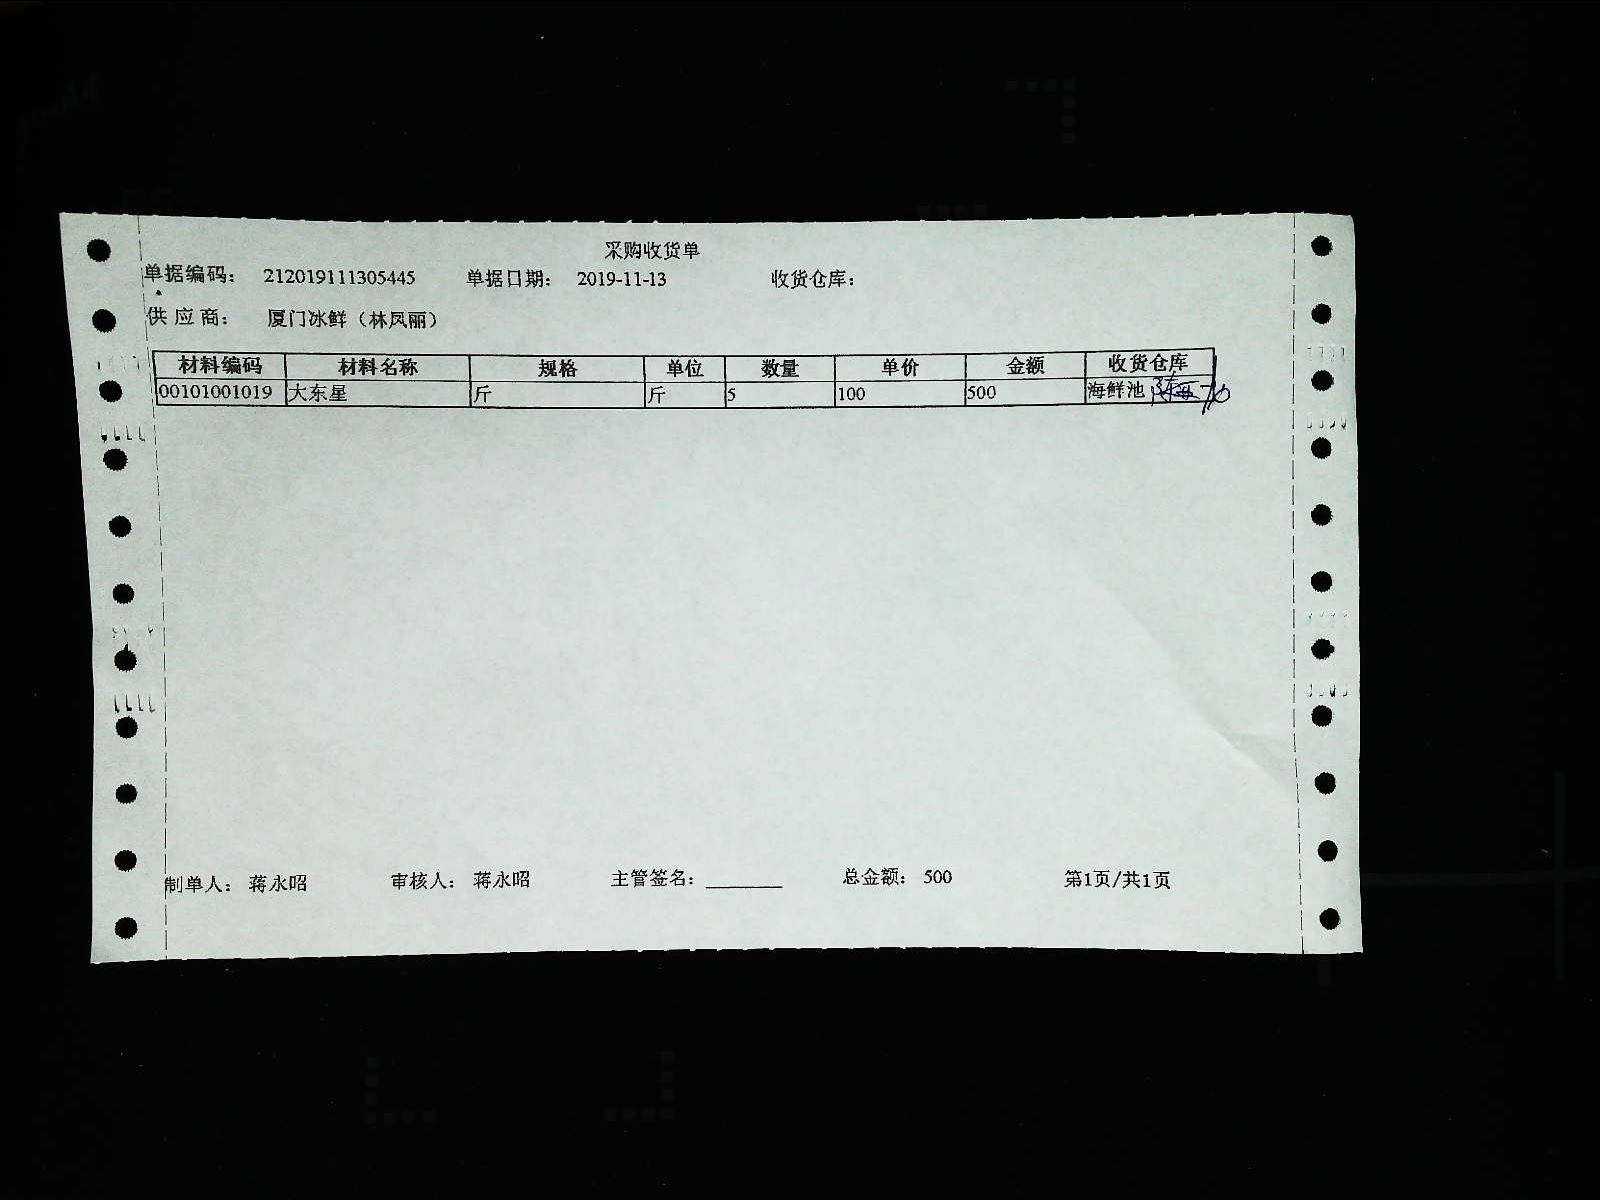 采购收货单
单据编码： 212019111305445 单据日期： 2019-11-13 收货仓库：
供 应 商： 厦门冰鲜（林凤丽）
材料编码 材料名称 规格 单位 数量 单价 金额 收货仓库
00101001019 大东星 斤 斤 5 100 500 海鲜池
制单人： 蒋永昭 审核人： 蒋永昭 主管签名：________ 总金额： 500 第1页/共1页